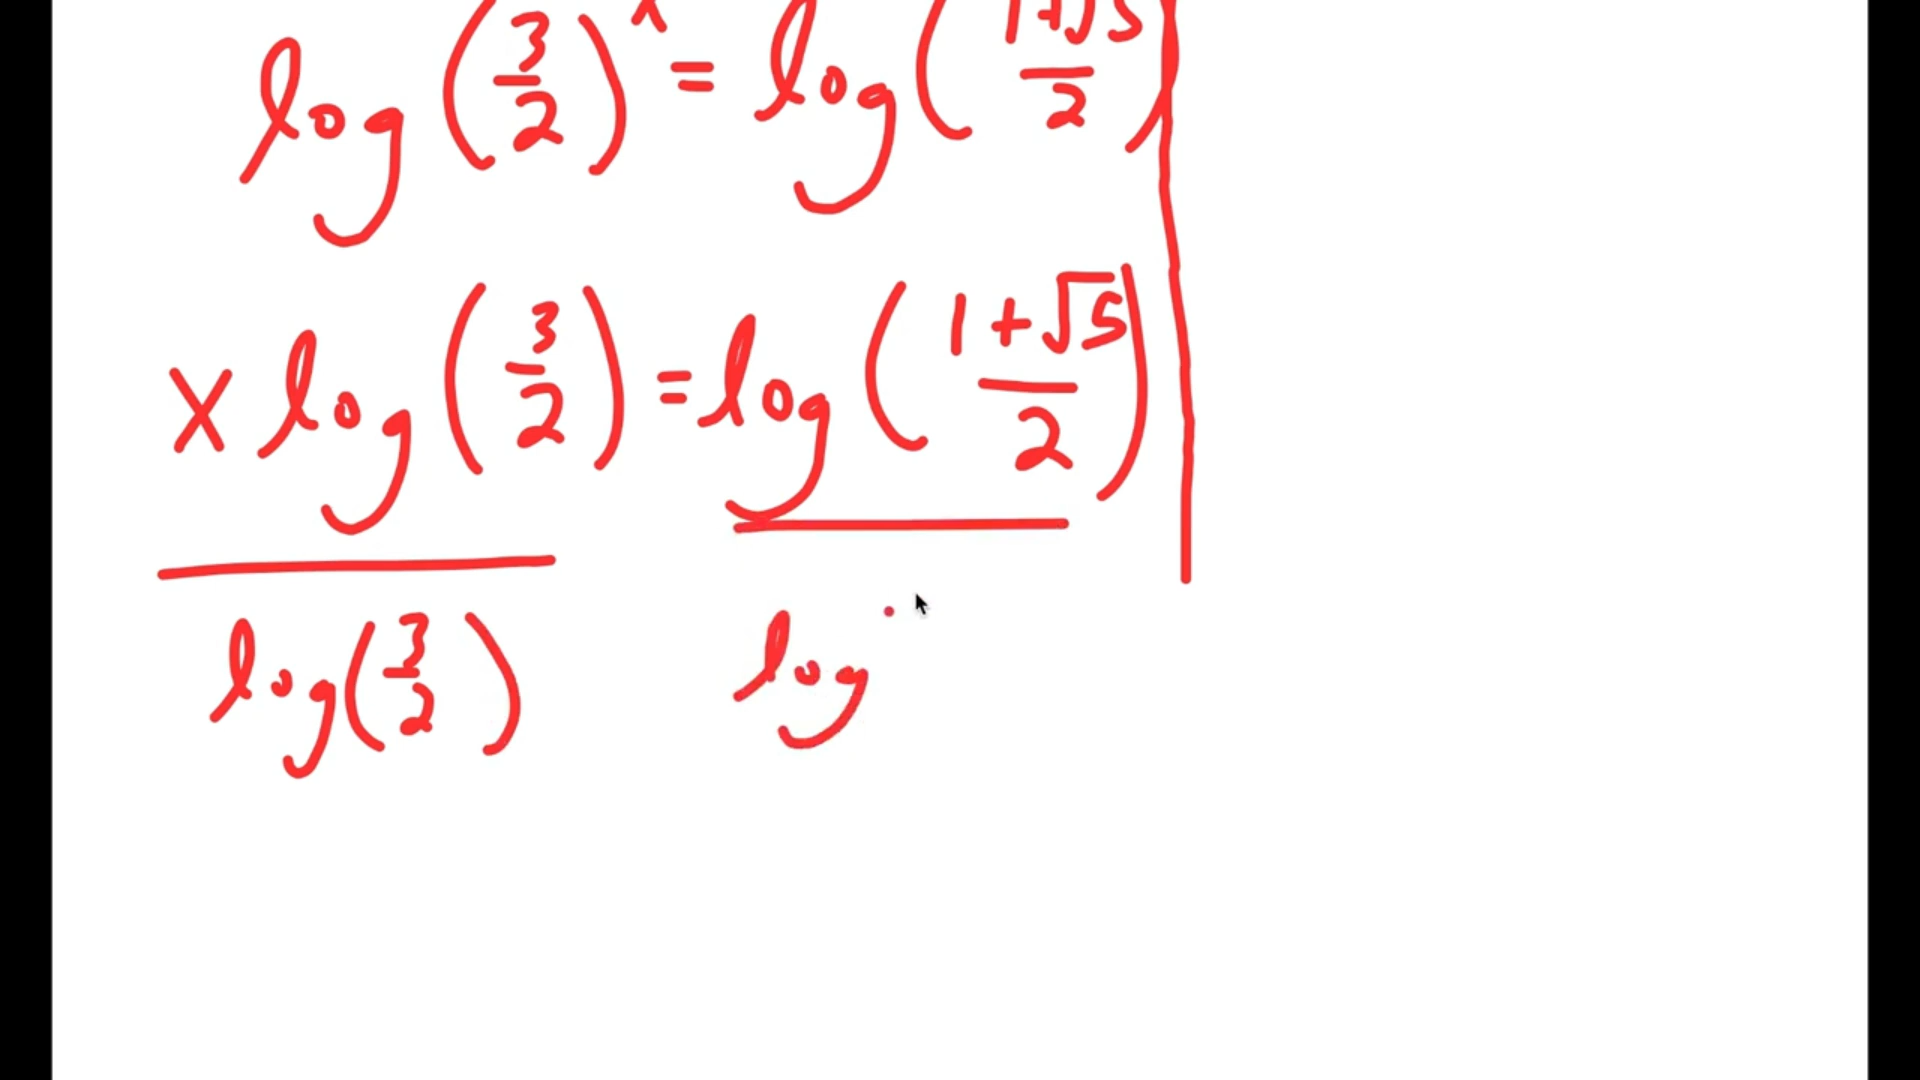 log (3/2)^x = log (1+√5/2)
x log (3/2) = log (1+√5/2)
log(3/2) log